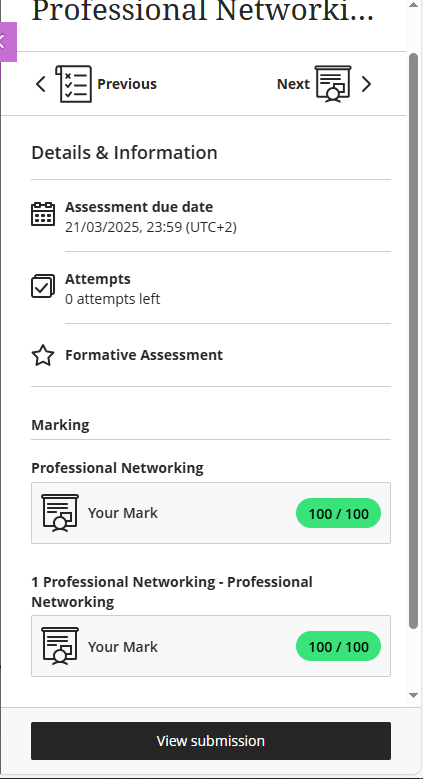 Professional Networki...
Previous
Next
Details & Information
Assessment due date
21/03/2025, 23:59 (UTC+2)
Attempts
0 attempts left
Formative Assessment
Marking
Professional Networking
Your Mark
100 / 100
1 Professional Networking - Professional
Networking
Your Mark
100 / 100
View submission